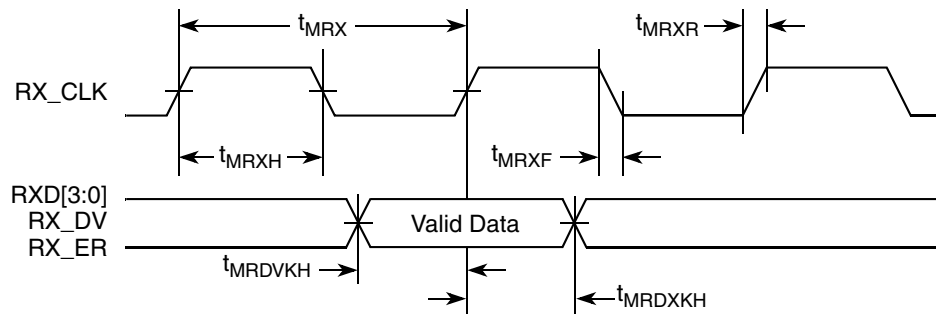 tMRX
tMRXR
RX_CLK
tMRXH
tMRXF
RXD[3:0]
RX_DV
Valid Data
RX_ER
tMRDVKH
tMRDXKH